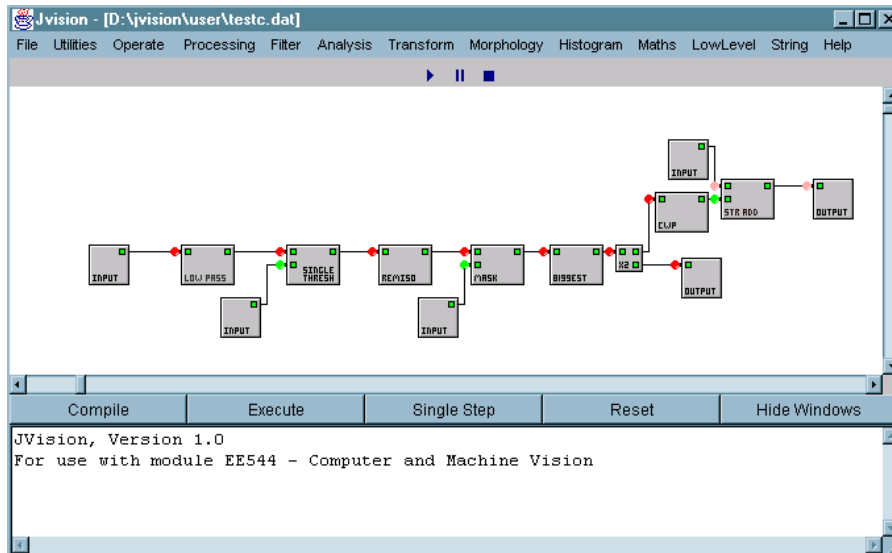 Jvision - [D:\jvision\user\testc.dat]
File Utilities Operate Processing Filter Analysis Transform Morphology Histogram Maths LowLevel String Help
INPUT
STR ADD
OUTPUT
CWP
INPUT
LOW PASS
SINGLE
THRESH
REMISO
MASK
BIGGEST
X2
OUTPUT
INPUT
INPUT
Compile Execute Single Step Reset Hide Windows
JVision, Version 1.0
For use with module EE544 - Computer and Machine Vision